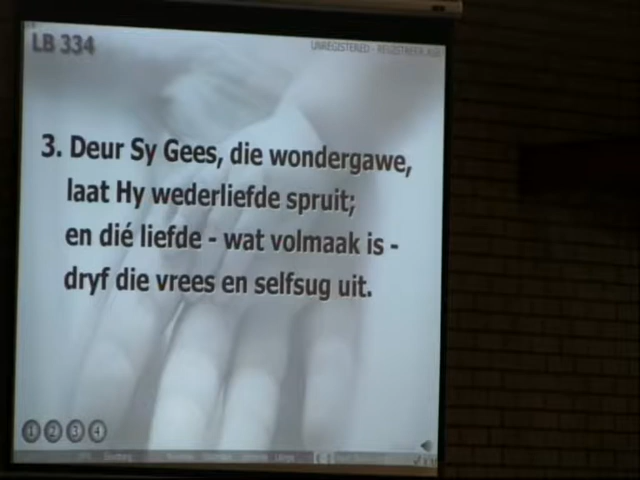 LB 334
UNREGISTERED -
3. Deur Sy Gees, die wondergawe,
laat Hy wederliefde spruit;
en dié liefde - wat volmaak is -
dryf die vrees en selfsug uit.
1 2 3 4